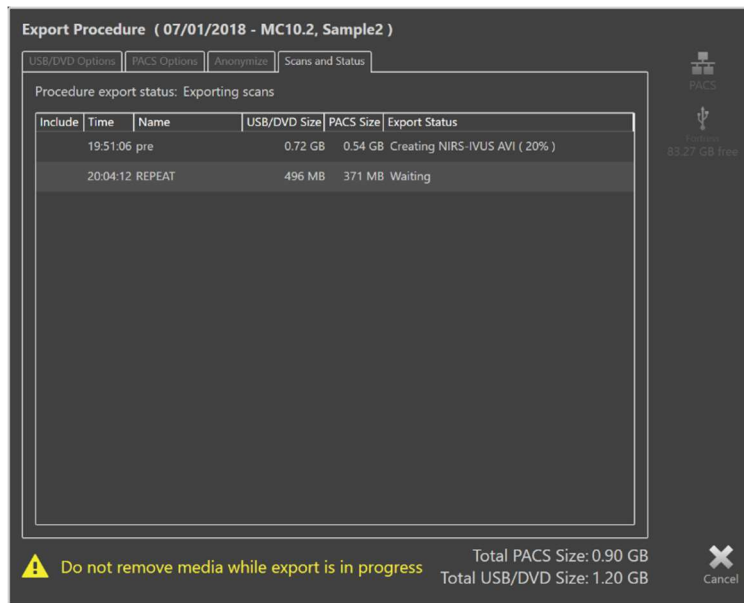 Export Procedure ( 07/01/2018 - MC10.2, Sample2 )
USB/DVD Options PACS Options Anonymize Scans and Status
PACS
Procedure export status: Exporting scans
Include Time Name USB/DVD Size PACS Size Export Status
19:51:06 pre 0.72 GB 0.54 GB Creating NIRS-IVUS AVI ( 20% )
83.27 GB free
20:04:12 REPEAT 496 MB 371 MB Waiting
Do not remove media while export is in progress
Total PACS Size: 0.90 GB
Total USB/DVD Size: 1.20 GB
Cancel